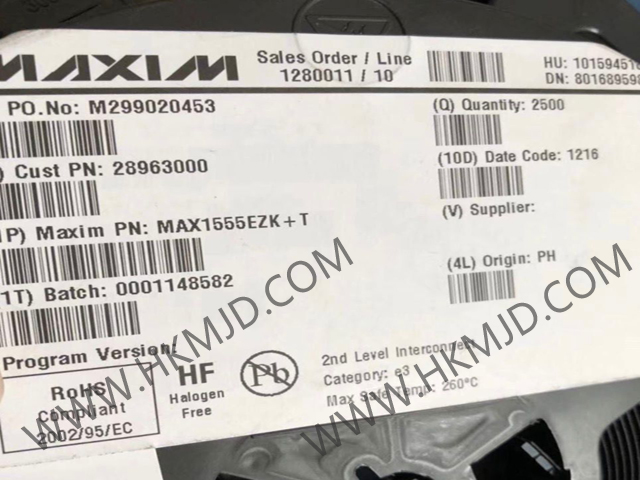 MAXIM
Sales Order / Line
1280011 / 10
HU: 10159451
DN: 80168959
PO.No: M299020453
(Q) Quantity: 2500
) Cust PN: 28963000
(10D) Date Code: 1216
P) Maxim PN: MAX1555EZK+T
(V) Supplier:
1T) Batch: 0001148582
(4L) Origin: PH
Program Version:
RoHS
Compliant
2002/95/EC
HF
Halogen
Free
Pb
2nd Level Interconnect
Category: e3
Max Safe Temp: 260°C
WWW.HKMJD.COM
WWW.HKMJD.COM